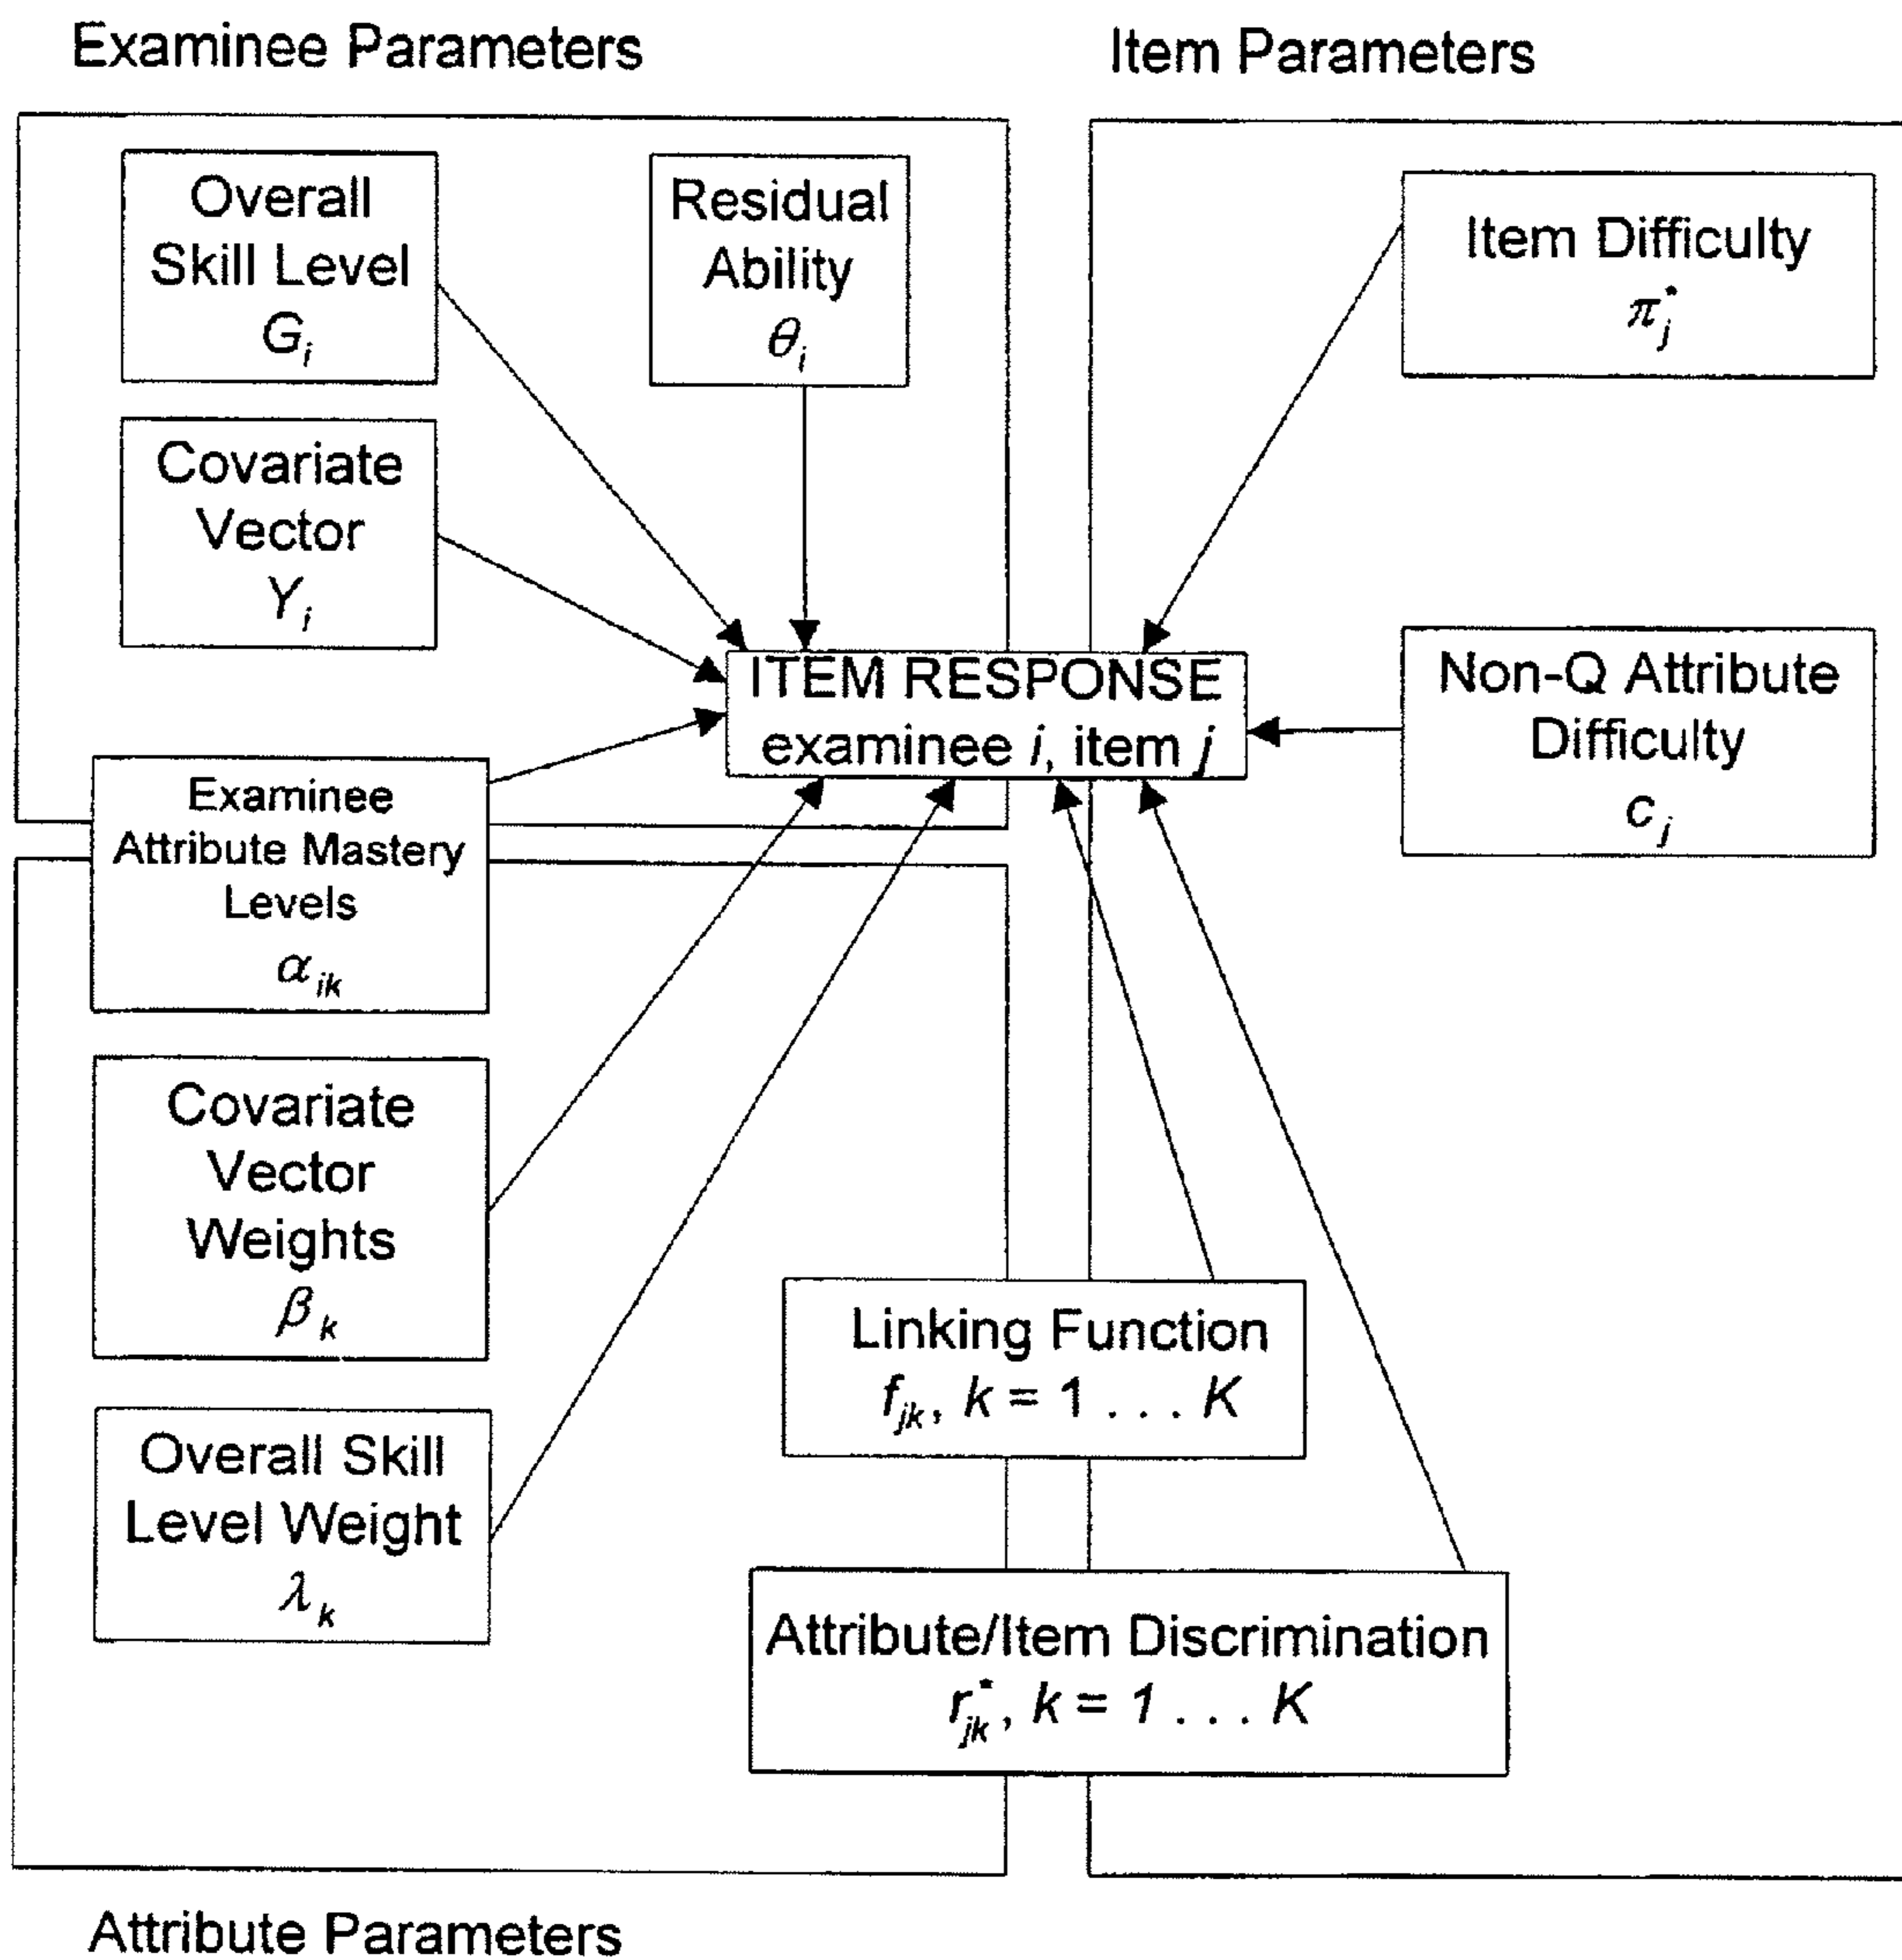 Examinee Parameters
Item Parameters
Overall
Skill Level
G_i
Residual
Ability
θ_i
Item Difficulty
π*_j
Covariate
Vector
Y_i
ITEM RESPONSE
examinee i, item j
Non-Q Attribute
Difficulty
c_j
Examinee
Attribute Mastery
Levels
α_ik
Covariate
Vector
Weights
β_k
Linking Function
f_jk, k = 1 . . . K
Overall Skill
Level Weight
λ_k
Attribute/Item Discrimination
r*_jk, k = 1 . . . K
Attribute Parameters